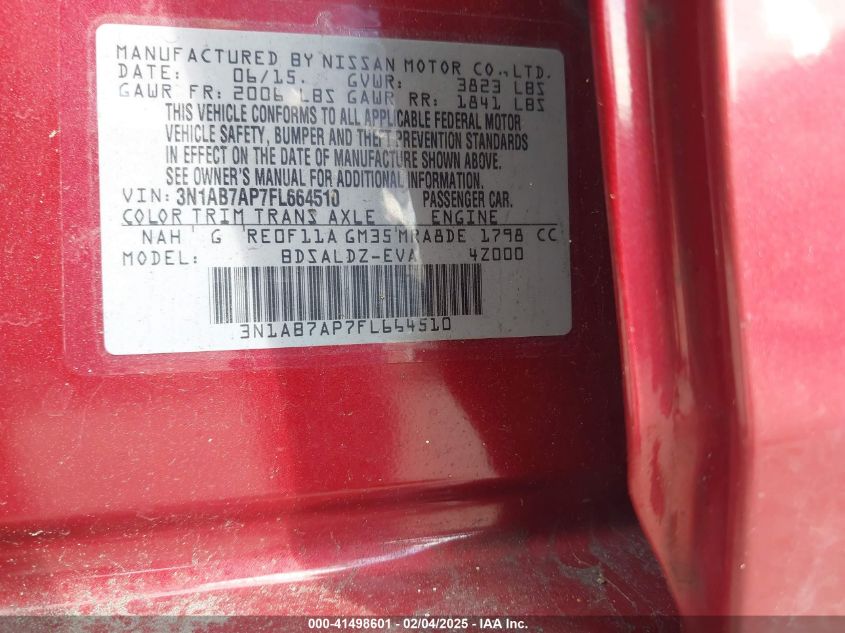 MANUFACTURED BY NISSAN MOTOR CO., LTD.
DATE: 06/15. GVWR: 3823 LBS
GAWR FR: 2006 LBS GAWR RR: 1841 LBS
THIS VEHICLE CONFORMS TO ALL APPLICABLE FEDERAL MOTOR
VEHICLE SAFETY, BUMPER AND THEFT PREVENTION STANDARDS
IN EFFECT ON THE DATE OF MANUFACTURE SHOWN ABOVE.
SEE OWNER'S MANUAL FOR ADDITIONAL INFORMATION.
VIN: 3N1AB7AP7FL664510 PASSENGER CAR.
COLOR TRIM TRANS AXLE ENGINE
NAH G RE0F11A GM35 MRA8DE 1798 CC
MODEL: BDSALDZ-EVA 4Z000
3N1AB7AP7FL664510
000-41498601 - 02/04/2025 - IAA Inc.